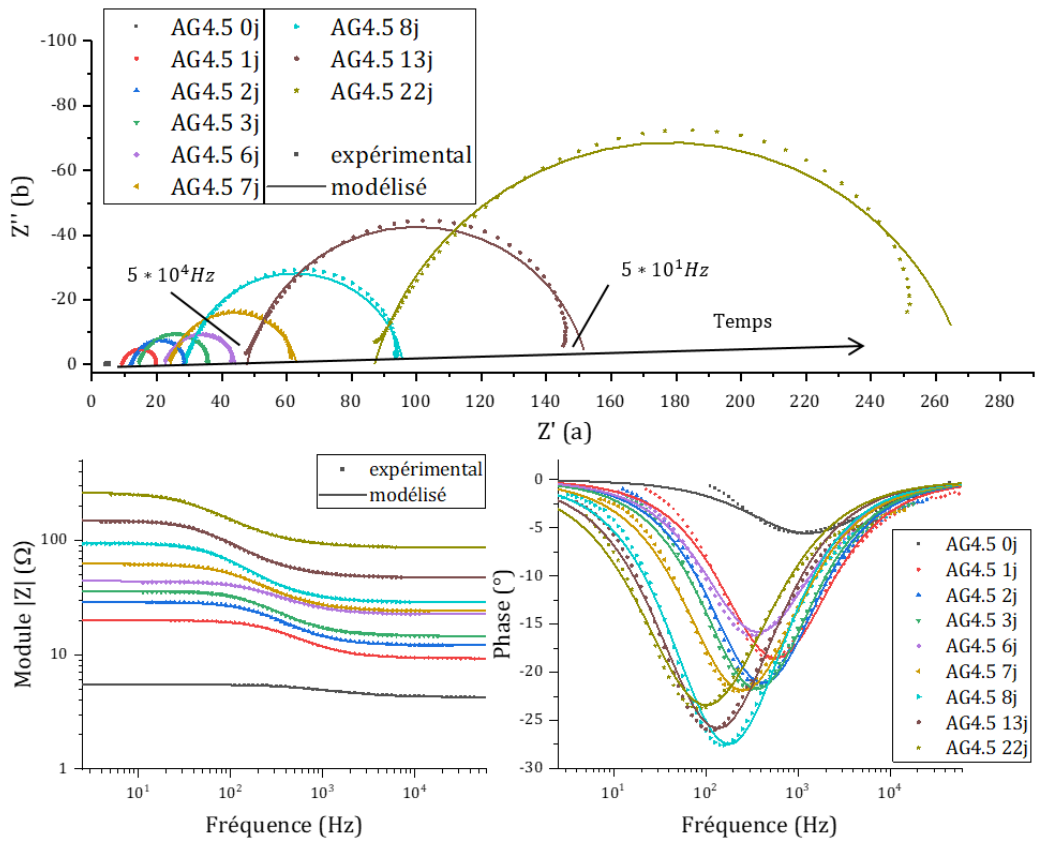 AG4.5 0j
AG4.5 1j
AG4.5 2j
AG4.5 3j
AG4.5 6j
AG4.5 7j
AG4.5 8j
AG4.5 13j
AG4.5 22j
expérimental
modélisé
-100
-80
-60
-40
-20
0
Z'' (b)
5 * 10⁴Hz
5 * 10¹Hz
Temps
0 20 40 60 80 100 120 140 160 180 200 220 240 260 280
Z' (a)
expérimental
modélisé
100
10
1
Module |Z| (Ω)
10¹ 10² 10³ 10⁴
Fréquence (Hz)
0
-5
-10
-15
-20
-25
-30
Phase (°)
AG4.5 0j
AG4.5 1j
AG4.5 2j
AG4.5 3j
AG4.5 6j
AG4.5 7j
AG4.5 8j
AG4.5 13j
AG4.5 22j
10¹ 10² 10³ 10⁴
Fréquence (Hz)